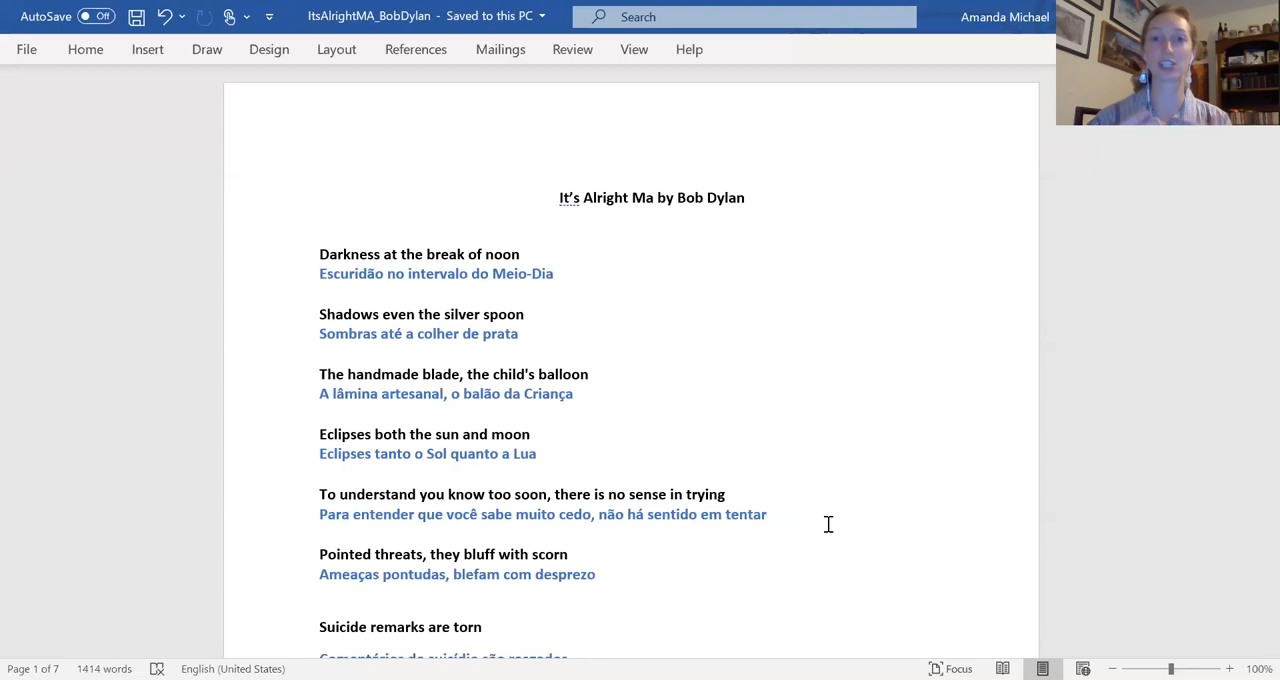 AutoSave Off ItsAlrightMA_BobDylan - Saved to this PC Search Amanda Michael
File Home Insert Draw Design Layout References Mailings Review View Help
It's Alright Ma by Bob Dylan
Darkness at the break of noon
Escuridão no intervalo do Meio-Dia
Shadows even the silver spoon
Sombras até a colher de prata
The handmade blade, the child's balloon
A lâmina artesanal, o balão da Criança
Eclipses both the sun and moon
Eclipses tanto o Sol quanto a Lua
To understand you know too soon, there is no sense in trying
Para entender que você sabe muito cedo, não há sentido em tentar
Pointed threats, they bluff with scorn
Ameaças pontudas, blefam com desprezo
Suicide remarks are torn
Comentários de suicídio são rasgados
Page 1 of 7 1414 words English (United States) Focus 100%